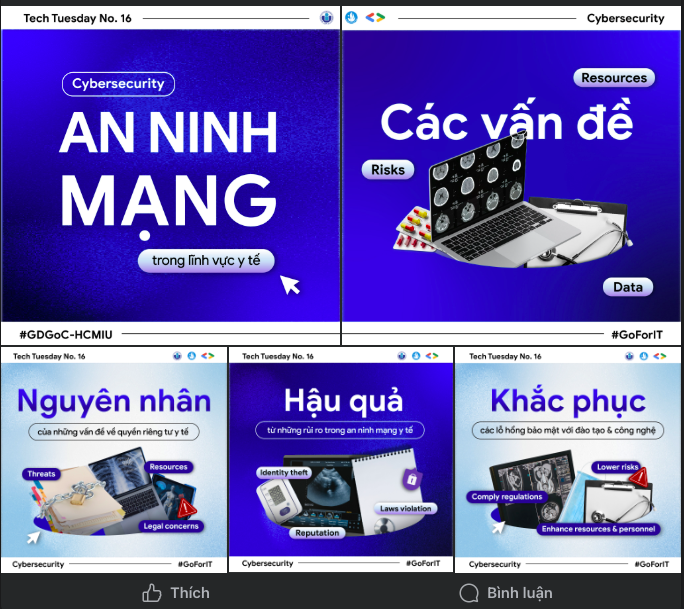 Tech Tuesday No. 16
Cybersecurity
AN NINH
MẠNG
trong lĩnh vực y tế
#GDGoC-HCMIU
Cybersecurity
Resources
Các vấn đề
Risks
Data
#GoForIT
Tech Tuesday No. 16
Nguyên nhân
của những vấn đề về quyền riêng tư y tế
Threats
Resources
Legal concerns
Cybersecurity
#GoForIT
Tech Tuesday No. 16
Hậu quả
từ những rủi ro trong an ninh mạng y tế
Identity theft
Laws violation
Reputation
Cybersecurity
#GoForIT
Tech Tuesday No. 16
Khắc phục
các lỗ hổng bảo mật với đào tạo & công nghệ
Lower risks
Comply regulations
Enhance resources & personnel
Cybersecurity
#GoForIT
Thích
Bình luận